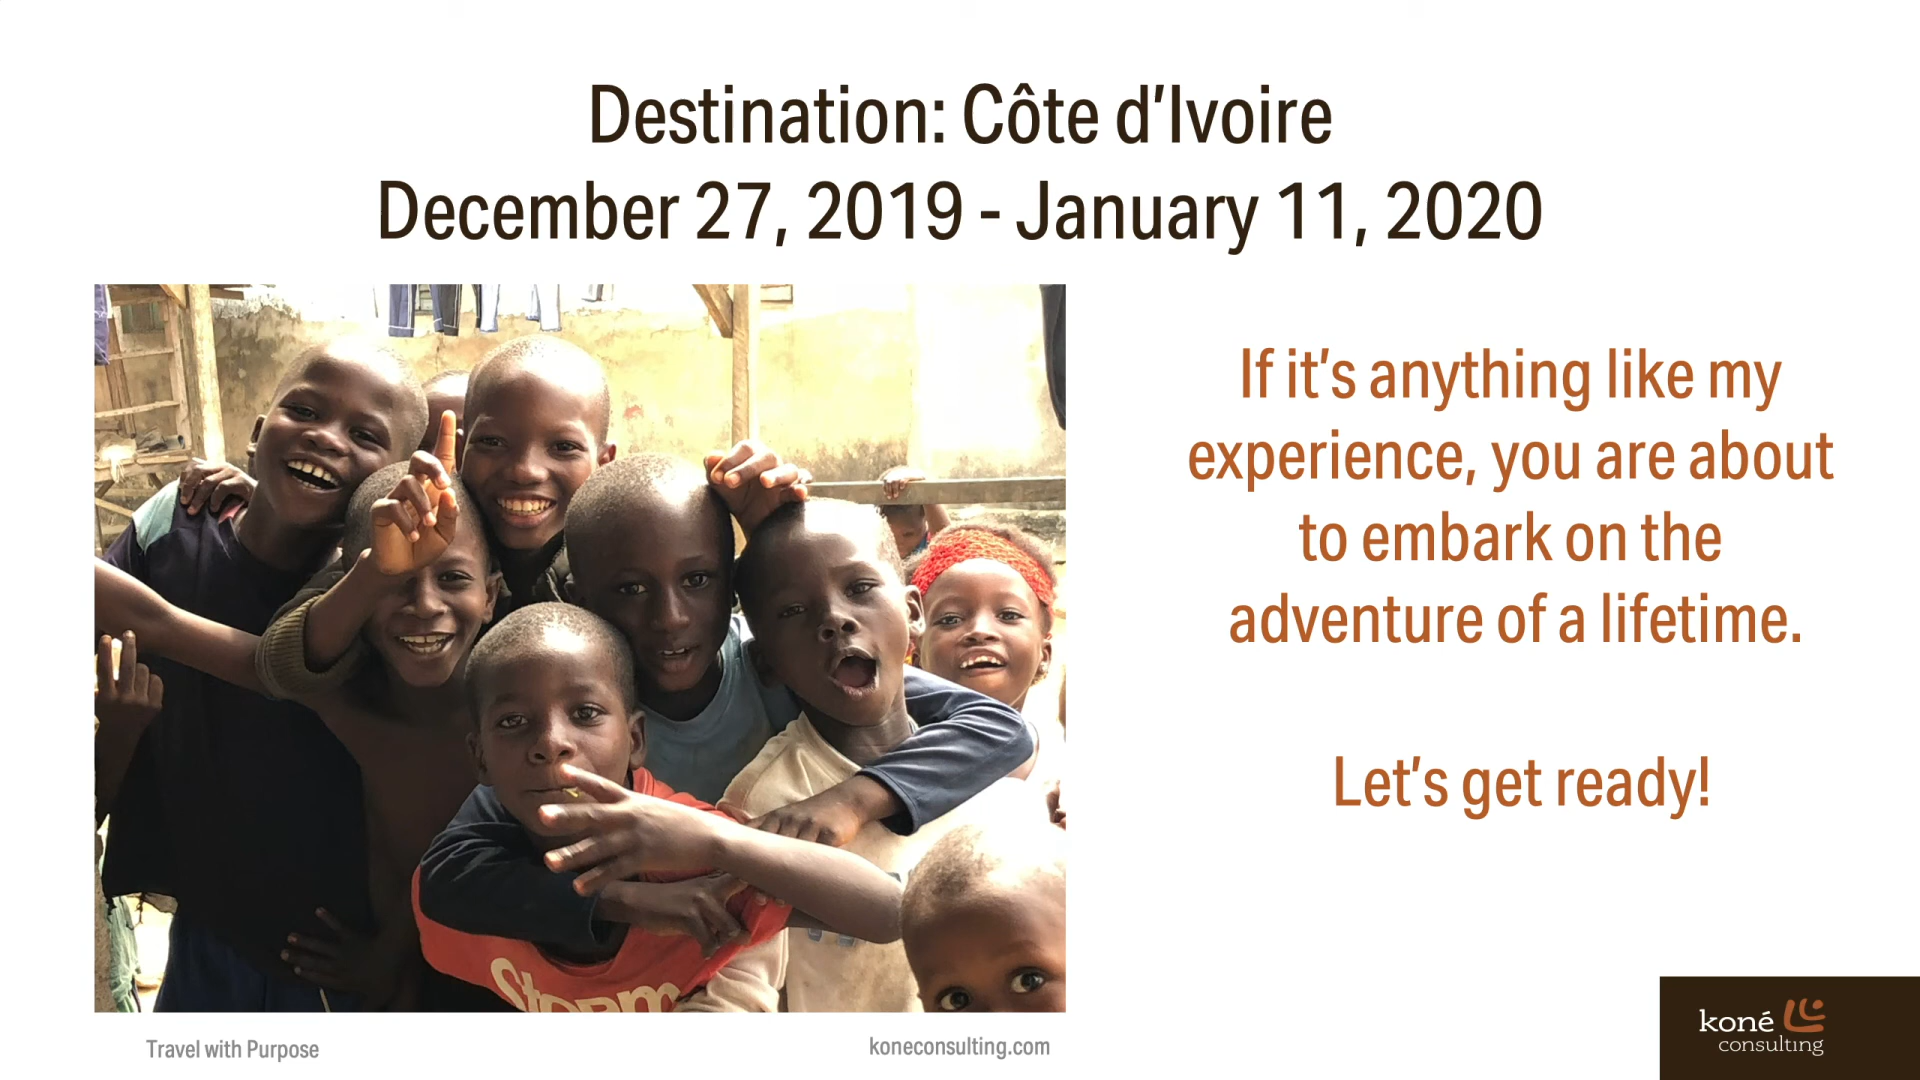 Destination: Côte d’Ivoire
December 27, 2019 - January 11, 2020
If it’s anything like my
experience, you are about
to embark on the
adventure of a lifetime.
Let’s get ready!
Storm
Travel with Purpose
koneconsulting.com
koné
consulting